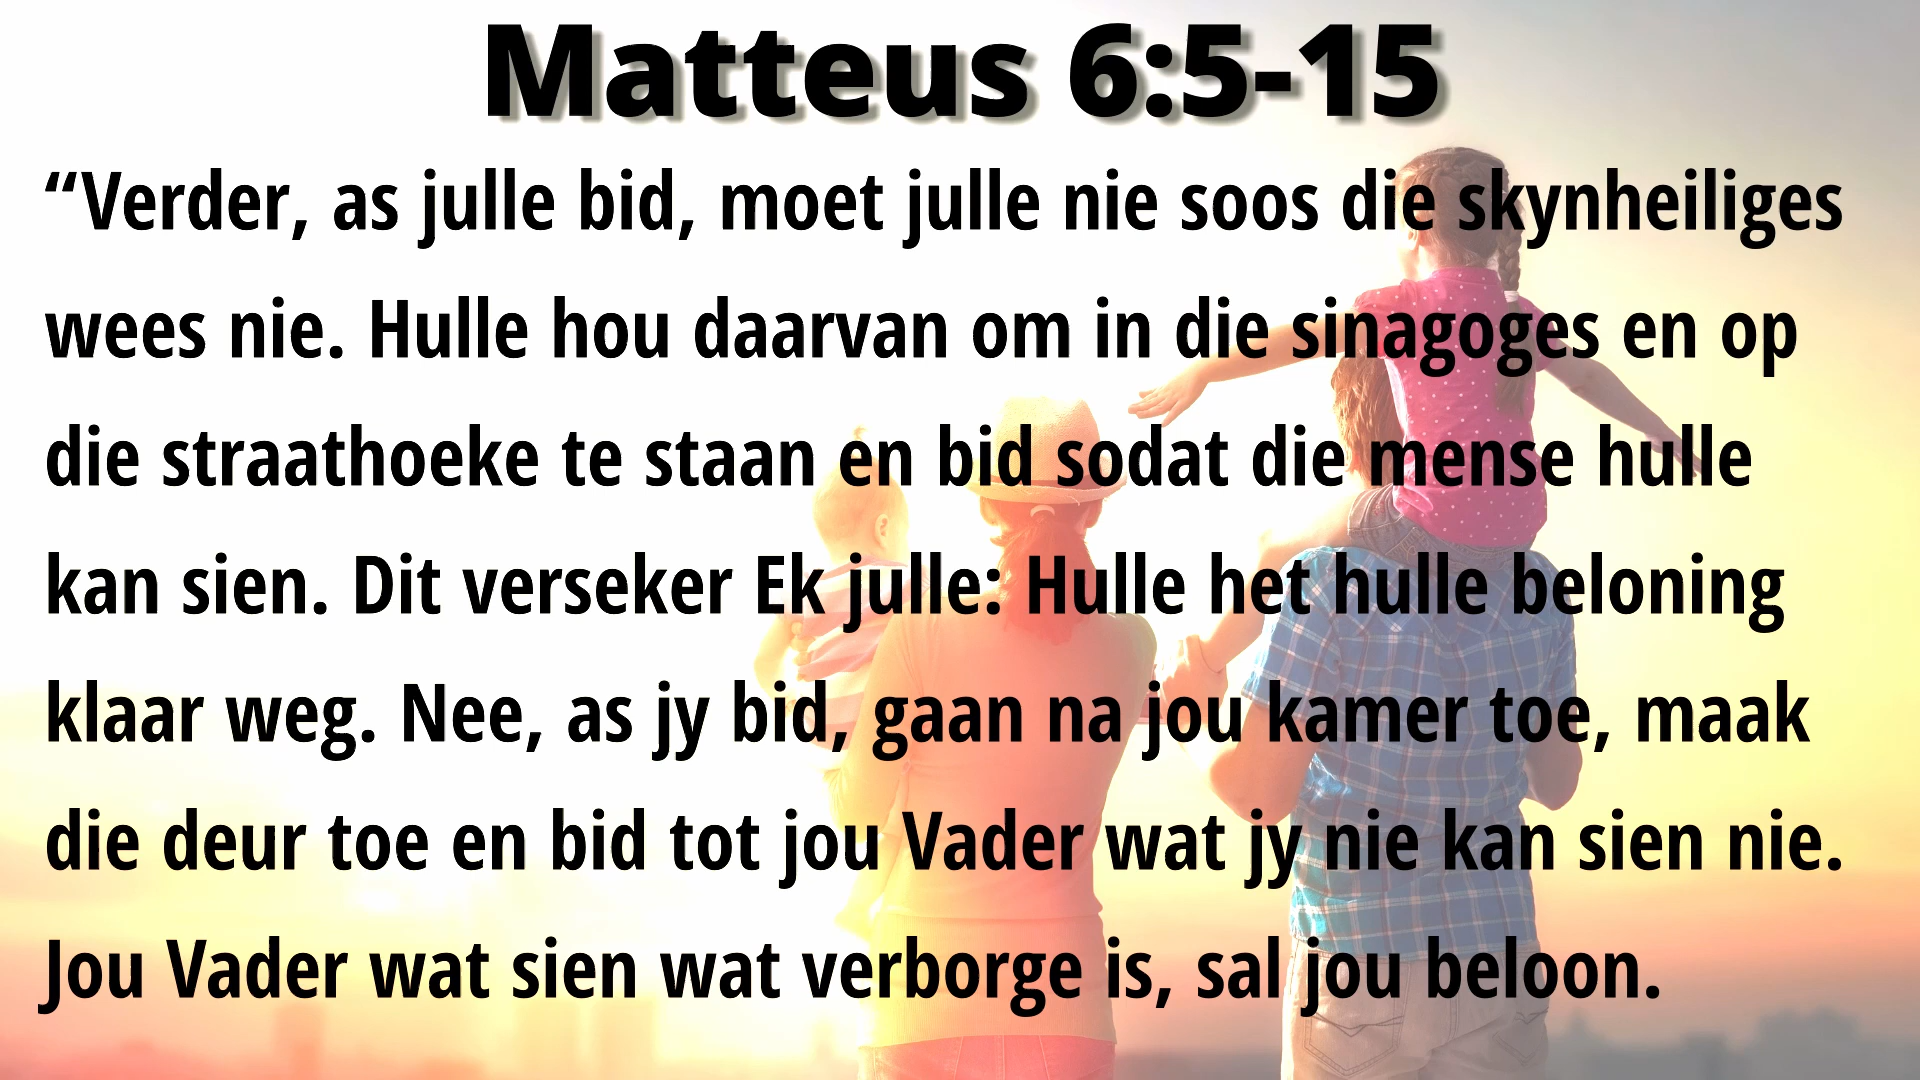 Matteus 6:5-15
“Verder, as julle bid, moet julle nie soos die skynheiliges
wees nie. Hulle hou daarvan om in die sinagoges en op
die straathoeke te staan en bid sodat die mense hulle
kan sien. Dit verseker Ek julle: Hulle het hulle beloning
klaar weg. Nee, as jy bid, gaan na jou kamer toe, maak
die deur toe en bid tot jou Vader wat jy nie kan sien nie.
Jou Vader wat sien wat verborge is, sal jou beloon.